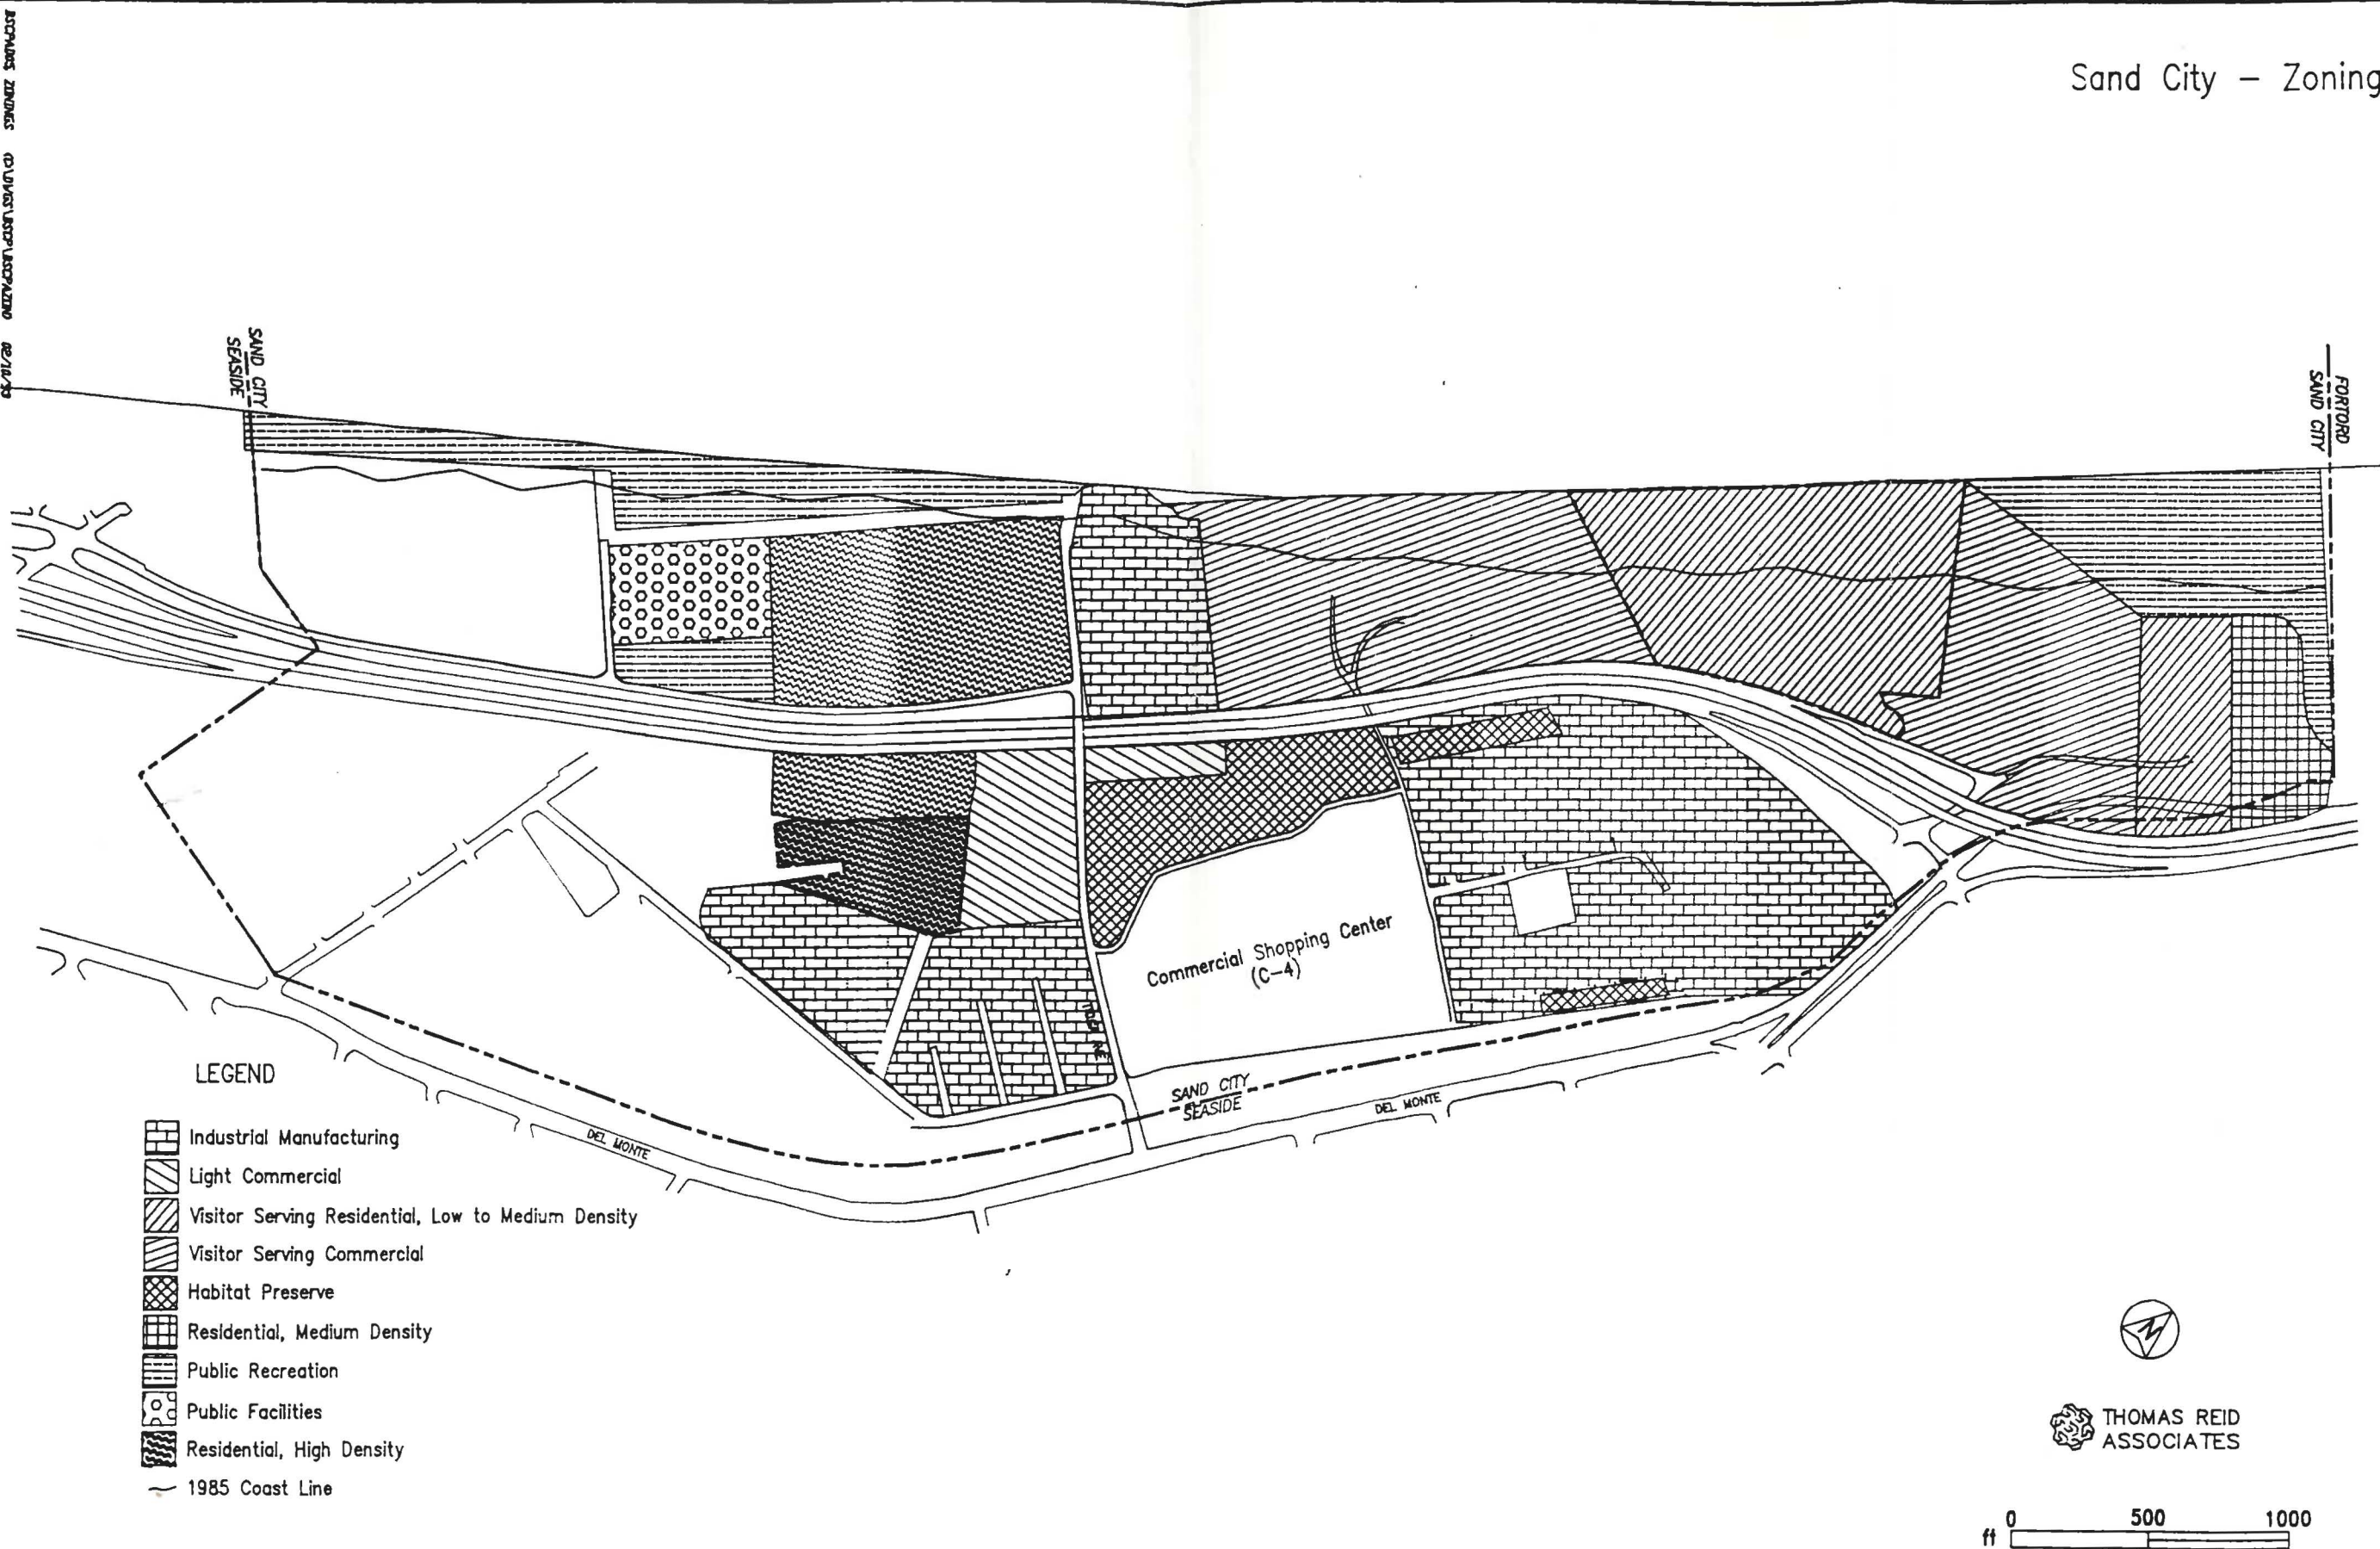 Sand City - Zoning
SAND CITY
SEASIDE
FORTORD
SAND CITY
Commercial Shopping Center
(C-4)
SAND CITY
SEASIDE
DEL MONTE
DEL MONTE
LEGEND
Industrial Manufacturing
Light Commercial
Visitor Serving Residential, Low to Medium Density
Visitor Serving Commercial
Habitat Preserve
Residential, Medium Density
Public Recreation
Public Facilities
Residential, High Density
1985 Coast Line
N
THOMAS REID
ASSOCIATES
ft 0 500 1000